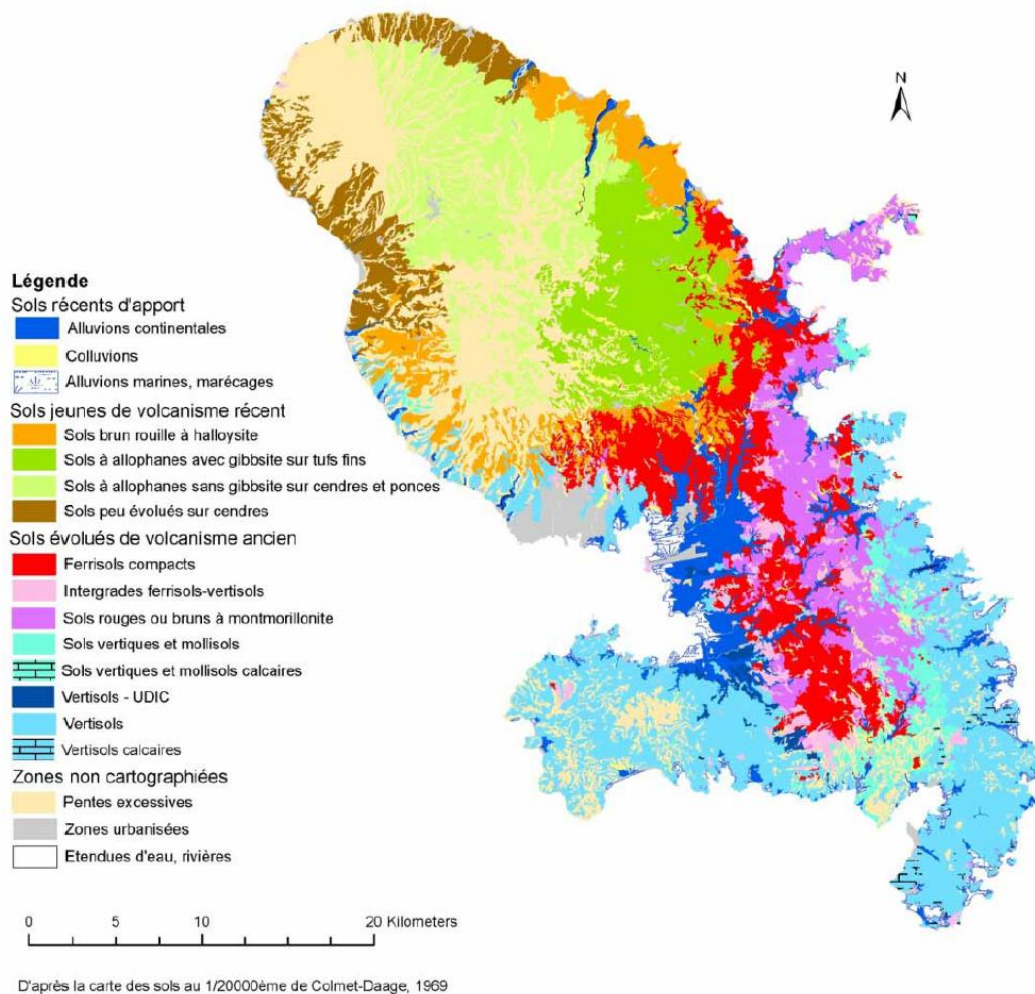 N
Légende
Sols récents d'apport
Alluvions continentales
Colluvions
Alluvions marines, marécages
Sols jeunes de volcanisme récent
Sols brun rouille à halloysite
Sols à allophanes avec gibbsite sur tufs fins
Sols à allophanes sans gibbsite sur cendres et ponces
Sols peu évolués sur cendres
Sols évolués de volcanisme ancien
Ferrisols compacts
Intergrades ferrisols-vertisols
Sols rouges ou bruns à montmorillonite
Sols vertiques et mollisols
Sols vertiques et mollisols calcaires
Vertisols - UDIC
Vertisols
Vertisols calcaires
Zones non cartographiées
Pentes excessives
Zones urbanisées
Etendues d'eau, rivières
0 5 10 20 Kilometers
D'après la carte des sols au 1/20000ème de Colmet-Daage, 1969